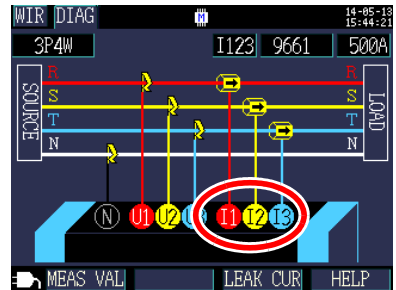 WIR DIAG M 14-05-13
15:44:21
3P4W I123 9661 500A
R R
S S
T T
N N
SOURCE
LOAD
N U1 U2 I1 I2 I3
MEAS VAL LEAK CUR HELP